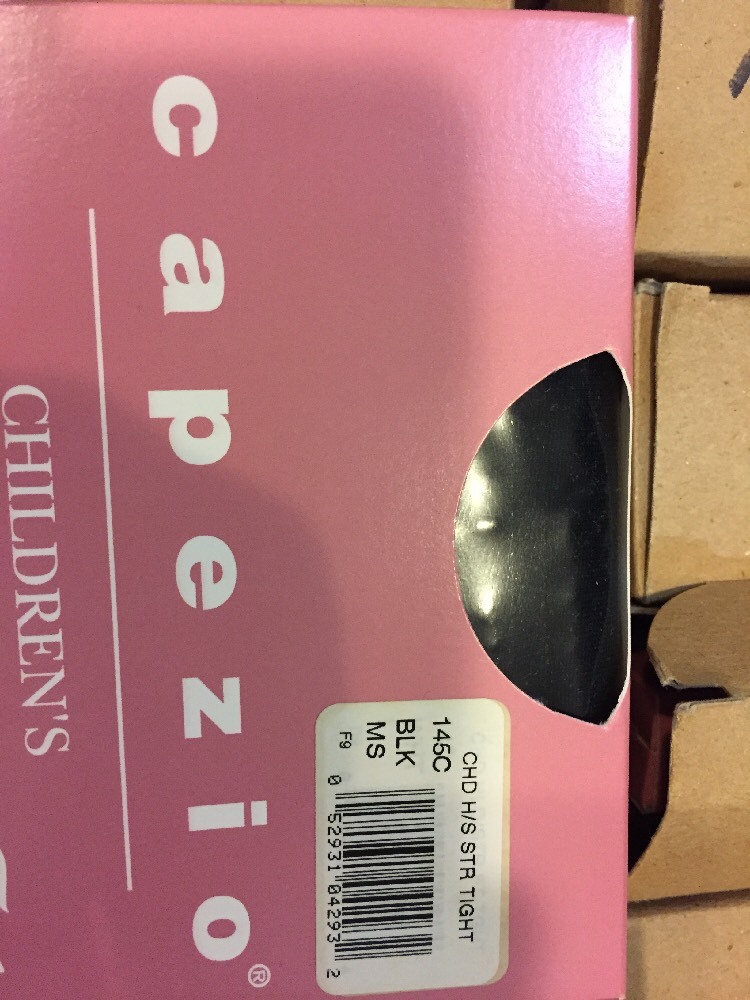 capezio®
CHILDREN'S
CHD H/S STR TIGHT
145C
BLK
MS
F9
0 52931 04293 2